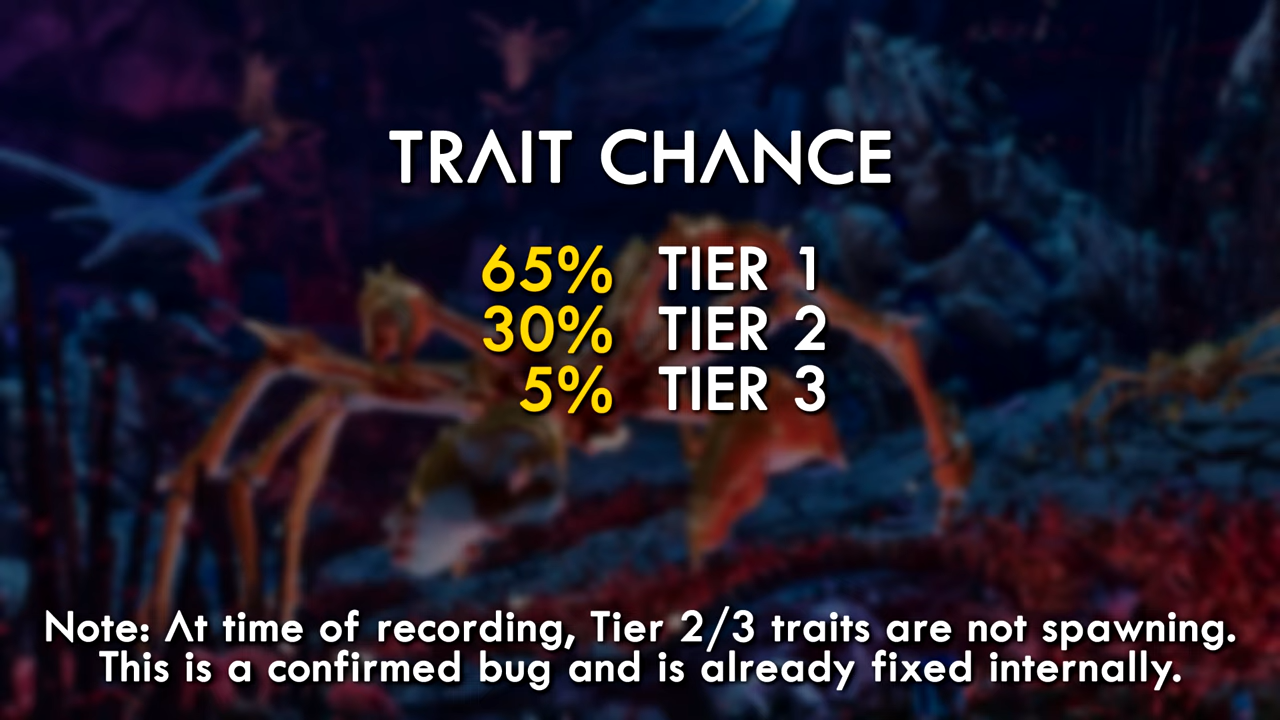 TRAIT CHANCE
65% TIER 1
30% TIER 2
5% TIER 3
Note: At time of recording, Tier 2/3 traits are not spawning.
This is a confirmed bug and is already fixed internally.